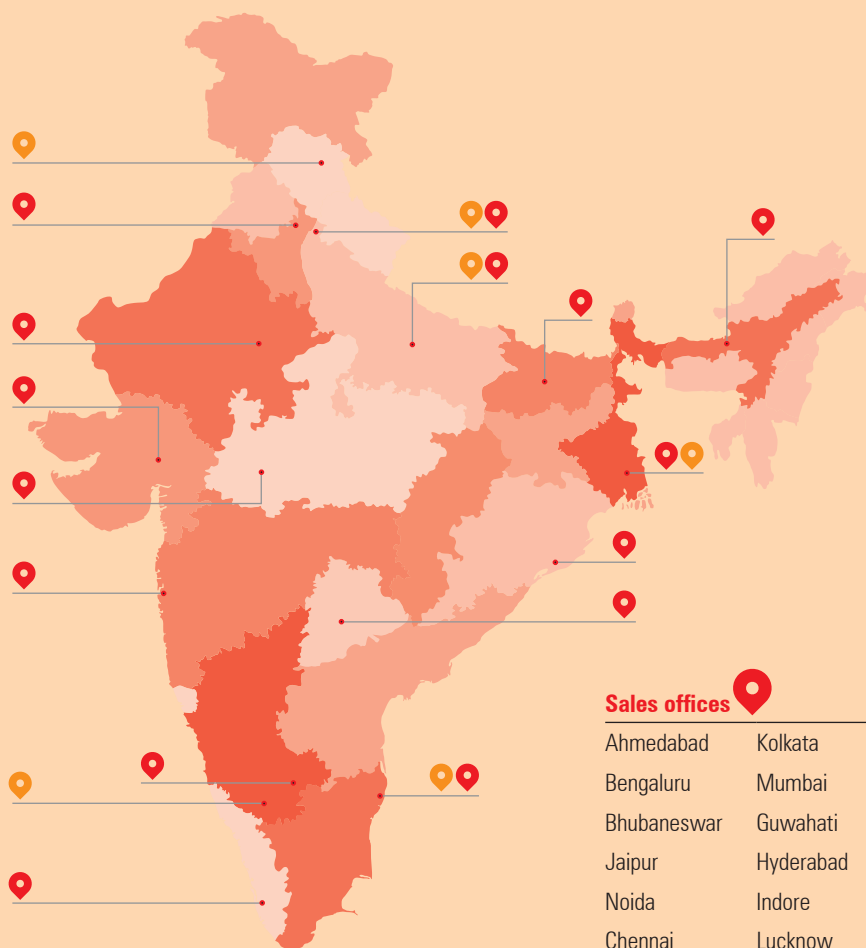 Sales offices
Ahmedabad Kolkata
Bengaluru Mumbai
Bhubaneswar Guwahati
Jaipur Hyderabad
Noida Indore
Chennai Lucknow